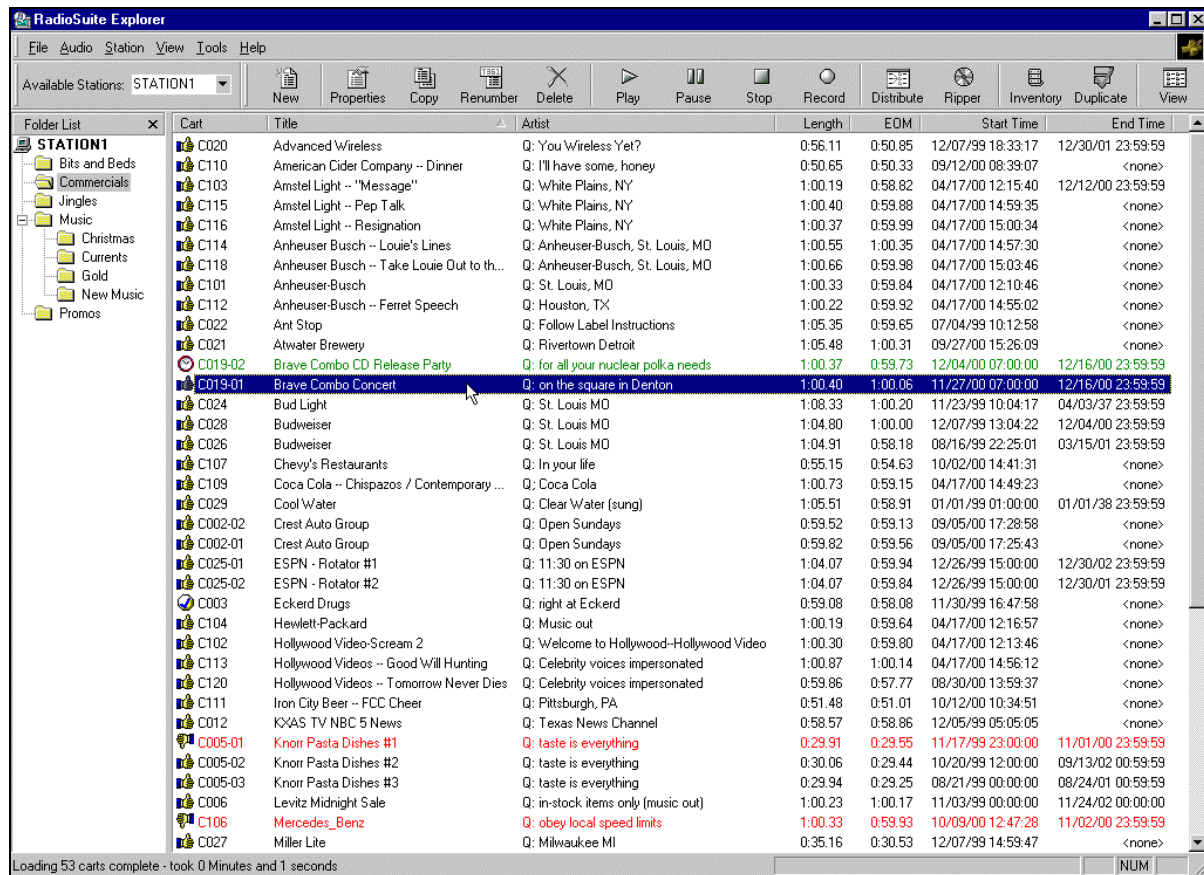 RadioSuite Explorer
File Audio Station View Tools Help
Available Stations: STATION1
New Properties Copy Renumber Delete Play Pause Stop Record Distribute Ripper Inventory Duplicate View
Folder List x
STATION1
Bits and Beds
Commercials
Jingles
Music
Christmas
Currents
Gold
New Music
Promos
Cart Title Artist Length EOM Start Time End Time
C020 Advanced Wireless Q: You Wireless Yet? 0:56.11 0:50.85 12/07/99 18:33:17 12/30/01 23:59:59
C110 American Cider Company -- Dinner Q: I'll have some, honey 0:50.65 0:50.33 09/12/00 08:39:07 <none>
C103 Amstel Light -- "Message" Q: White Plains, NY 1:00.19 0:58.82 04/17/00 12:15:40 12/12/00 23:59:59
C115 Amstel Light -- Pep Talk Q: White Plains, NY 1:00.40 0:59.88 04/17/00 14:59:35 <none>
C116 Amstel Light -- Resignation Q: White Plains, NY 1:00.37 0:59.99 04/17/00 15:00:34 <none>
C114 Anheuser Busch -- Louie's Lines Q: Anheuser-Busch, St. Louis, MO 1:00.55 1:00.35 04/17/00 14:57:30 <none>
C118 Anheuser Busch -- Take Louie Out to th... Q: Anheuser-Busch, St. Louis, MO 1:00.66 0:59.98 04/17/00 15:03:46 <none>
C101 Anheuser-Busch Q: St. Louis, MO 1:00.33 0:59.84 04/17/00 12:10:46 <none>
C112 Anheuser-Busch -- Ferret Speech Q: Houston, TX 1:00.22 0:59.92 04/17/00 14:55:02 <none>
C022 Ant Stop Q: Follow Label Instructions 1:05.35 0:59.65 07/04/99 10:12:58 <none>
C021 Atwater Brewery Q: Rivertown Detroit 1:05.48 1:00.31 09/27/00 15:26:09 <none>
C019-02 Brave Combo CD Release Party Q: for all your nuclear polka needs 1:00.37 0:59.73 12/04/00 07:00:00 12/16/00 23:59:59
C019-01 Brave Combo Concert Q: on the square in Denton 1:00.40 1:00.06 11/27/00 07:00:00 12/16/00 23:59:59
C024 Bud Light Q: St. Louis MO 1:08.33 1:00.20 11/23/99 10:04:17 04/03/37 23:59:59
C028 Budweiser Q: St. Louis MO 1:04.80 1:00.00 12/07/99 13:04:22 12/04/00 23:59:59
C026 Budweiser Q: St. Louis MO 1:04.91 0:58.18 08/16/99 22:25:01 03/15/01 23:59:59
C107 Chevy's Restaurants Q: In your life 0:55.15 0:54.63 10/02/00 14:41:31 <none>
C109 Coca Cola -- Chispazos / Contemporary ... Q; Coca Cola 1:00.73 0:59.15 04/17/00 14:49:23 <none>
C029 Cool Water Q: Clear Water (sung) 1:05.51 0:58.91 01/01/99 01:00:00 01/01/38 23:59:59
C002-02 Crest Auto Group Q: Open Sundays 0:59.52 0:59.13 09/05/00 17:28:58 <none>
C002-01 Crest Auto Group Q: Open Sundays 0:59.82 0:59.56 09/05/00 17:25:43 <none>
C025-01 ESPN - Rotator #1 Q: 11:30 on ESPN 1:04.07 0:59.94 12/26/99 15:00:00 12/30/02 23:59:59
C025-02 ESPN - Rotator #2 Q: 11:30 on ESPN 1:04.07 0:59.84 12/26/99 15:00:00 12/30/01 23:59:59
C003 Eckerd Drugs Q: right at Eckerd 0:59.08 0:58.08 11/30/99 16:47:58 <none>
C104 Hewlett-Packard Q: Music out 1:00.19 0:59.64 04/17/00 12:16:57 <none>
C102 Hollywood Video-Scream 2 Q: Welcome to Hollywood--Hollywood Video 1:00.30 0:59.80 04/17/00 12:13:46 <none>
C113 Hollywood Videos -- Good Will Hunting Q: Celebrity voices impersonated 1:00.87 1:00.14 04/17/00 14:56:12 <none>
C120 Hollywood Videos -- Tomorrow Never Dies Q: Celebrity voices impersonated 0:59.86 0:57.77 08/30/00 13:59:37 <none>
C111 Iron City Beer -- FCC Cheer Q: Pittsburgh, PA 0:51.48 0:51.01 10/12/00 10:34:51 <none>
C012 KXAS TV NBC 5 News Q: Texas News Channel 0:58.57 0:58.86 12/05/99 05:05:05 <none>
C005-01 Knorr Pasta Dishes #1 Q: taste is everything 0:29.91 0:29.55 11/17/99 23:00:00 11/01/00 23:59:59
C005-02 Knorr Pasta Dishes #2 Q: taste is everything 0:30.06 0:29.44 10/20/99 12:00:00 09/13/02 00:59:59
C005-03 Knorr Pasta Dishes #3 Q: taste is everything 0:29.94 0:29.25 08/21/99 00:00:00 08/24/01 00:59:59
C006 Levitz Midnight Sale Q: in-stock items only (music out) 1:00.23 1:00.17 11/03/99 00:00:00 11/24/02 00:00:00
C106 Mercedes_Benz Q: obey local speed limits 1:00.33 0:59.93 10/09/00 12:47:28 11/02/00 23:59:59
C027 Miller Lite Q: Milwaukee MI 0:35.16 0:30.53 12/07/99 14:59:47 <none>
Loading 53 carts complete - took 0 Minutes and 1 seconds NUM